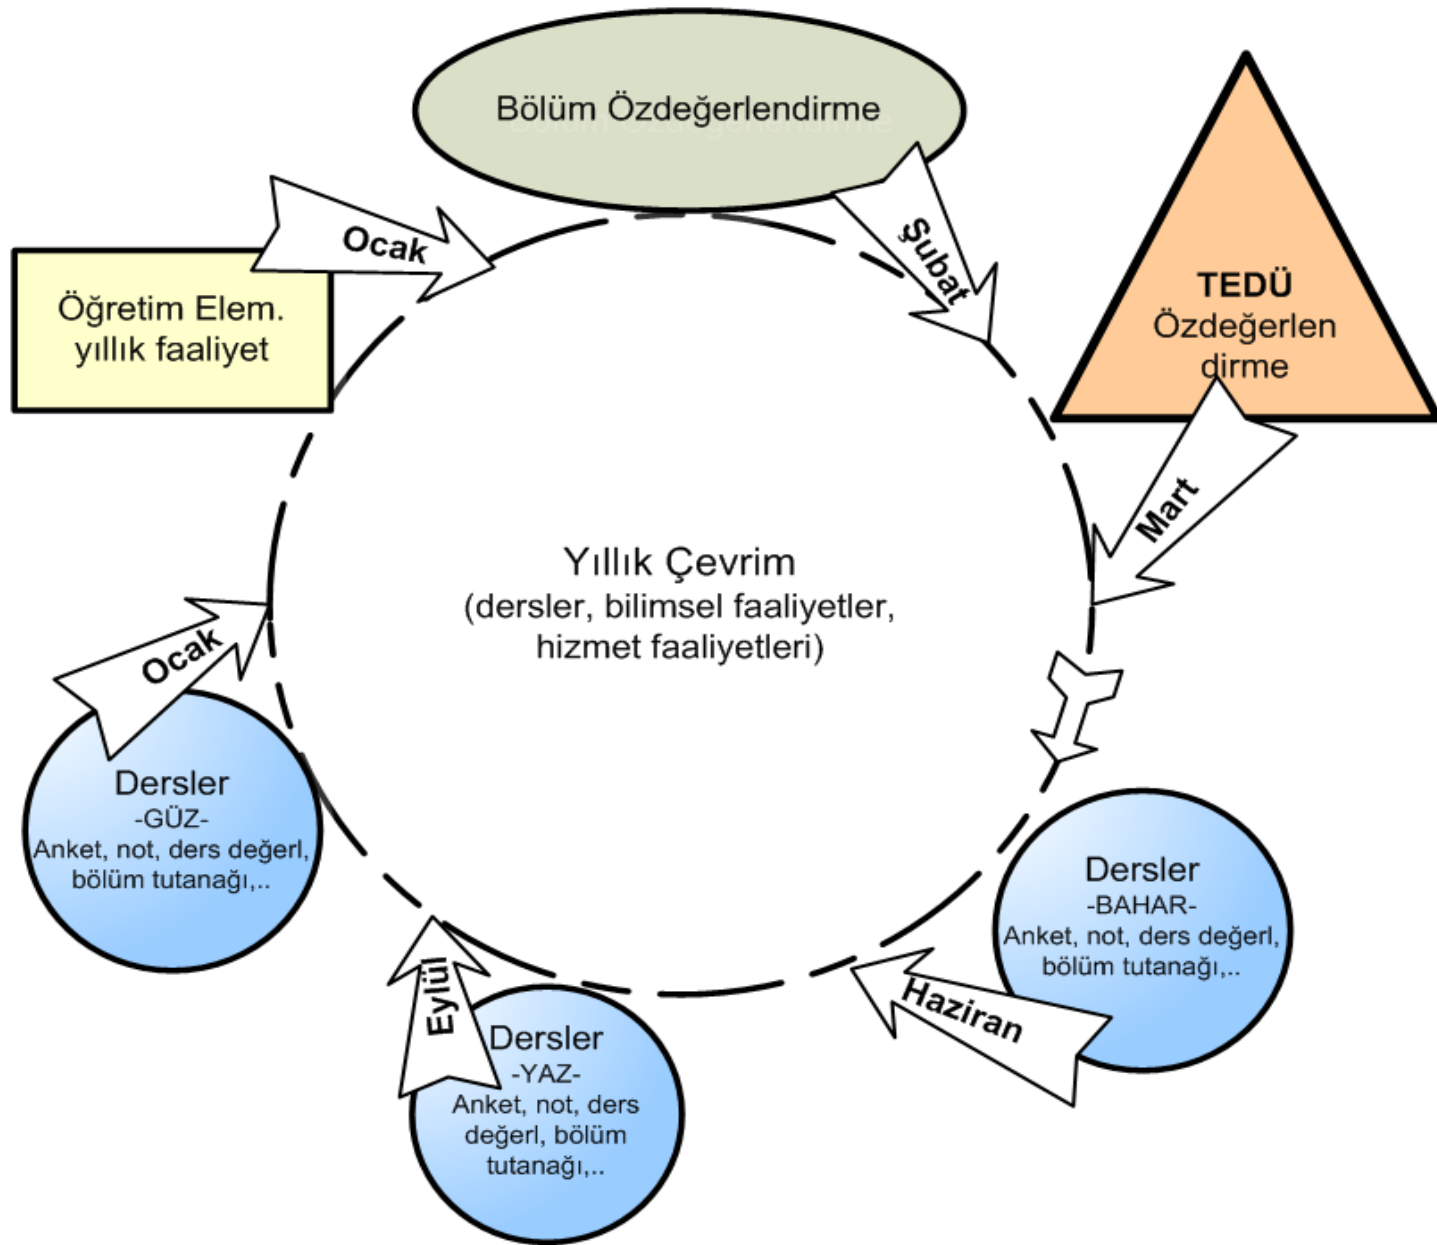 Bölüm Özdeğerlendirme
Ocak
Şubat
Öğretim Elem.
yıllık faaliyet
TEDÜ
Özdeğerlen
dirme
Mart
Yıllık Çevrim
(dersler, bilimsel faaliyetler,
hizmet faaliyetleri)
Ocak
Dersler
-GÜZ-
Anket, not, ders değerl,
bölüm tutanağı,..
Dersler
-BAHAR-
Anket, not, ders değerl,
bölüm tutanağı,..
Haziran
Eylül
Dersler
-YAZ-
Anket, not, ders
değerl, bölüm
tutanağı,..